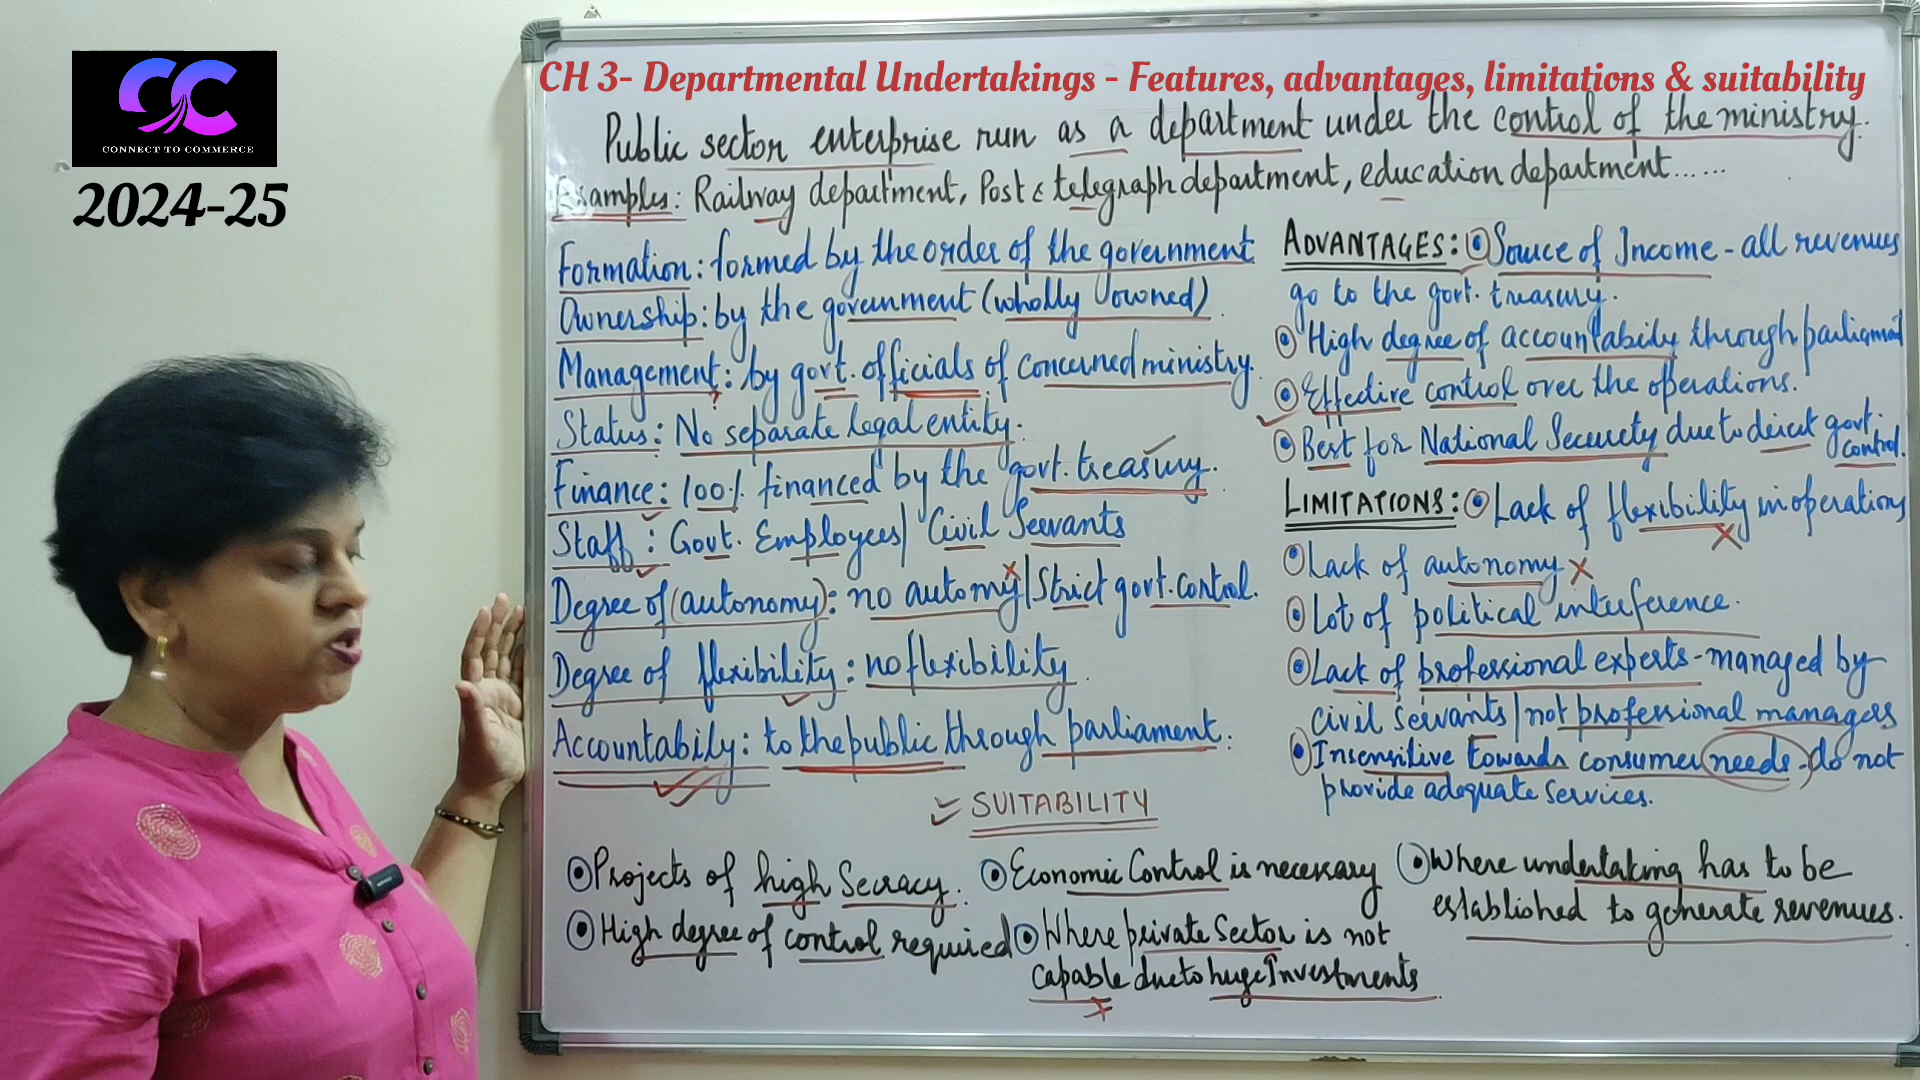 CC
CONNECT TO COMMERCE
2024-25
CH 3- Departmental Undertakings - Features, advantages, limitations & suitability
Public sector enterprise run as a department under the control of the ministry.
Examples: Railway department, Post & telegraph department, education department......
Formation: formed by the order of the government
Ownership: by the government (wholly owned)
Management: by govt. officials of concerned ministry.
Status: No separate legal entity.
Finance: 100% financed by the govt. treasury.
Staff: Govt. Employees/ Civil Servants
Degree of (autonomy): no automy/Strict govt. control.
Degree of flexibility: no flexibility.
Accountabily: to the public through parliament.
ADVANTAGES: Source of Income - all revenues
go to the govt. treasury.
High degree of accountability through parliament
Effective control over the operations.
Best for National Security due to direct govt.
control.
LIMITATIONS: Lack of flexibility in operations
Lack of autonomy
Lot of political interference.
Lack of professional experts - managed by
civil servants/not professional managers
Insensitive towards consumer needs - do not
provide adequate services.
SUITABILITY
Projects of high Secracy.
High degree of control required
Economic Control is necessary
Where private Sector is not
capable due to huge Investments
Where undertaking has to be
established to generate revenues.